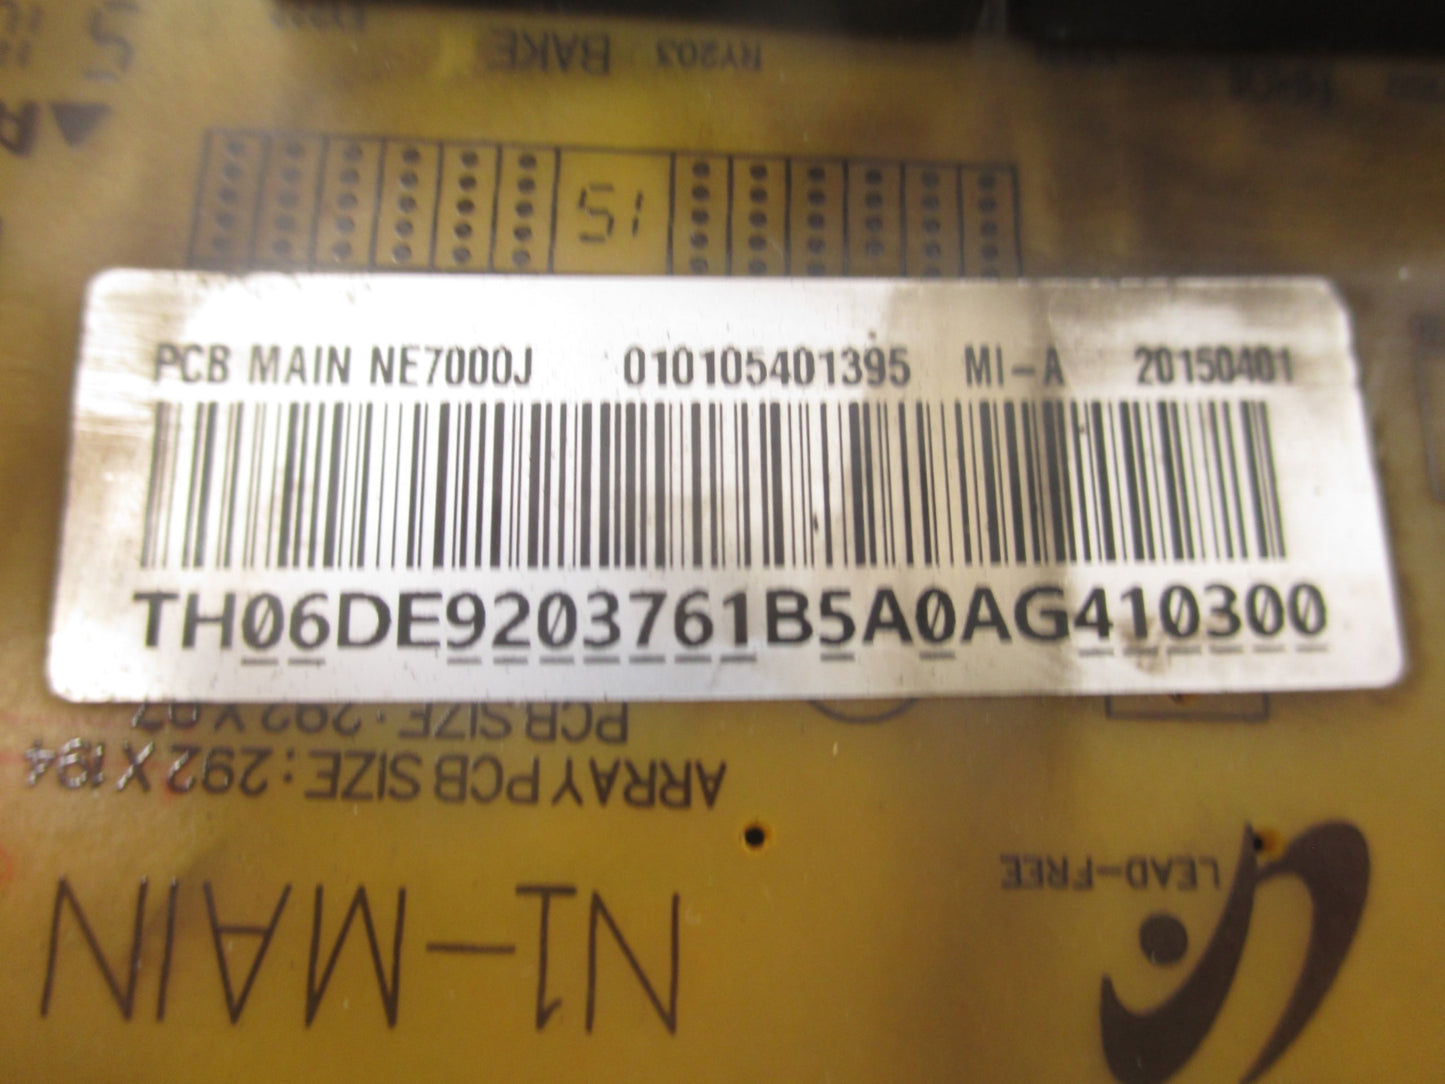 BAKE RY203
15
PCB MAIN NE7000J 010105401395 MI-A 20150401
TH06DE9203761B5A0AG410300
PCB SIZE : 292 X 97
ARRAY PCB SIZE : 292 X 194
LEAD-FREE
N1-MAIN